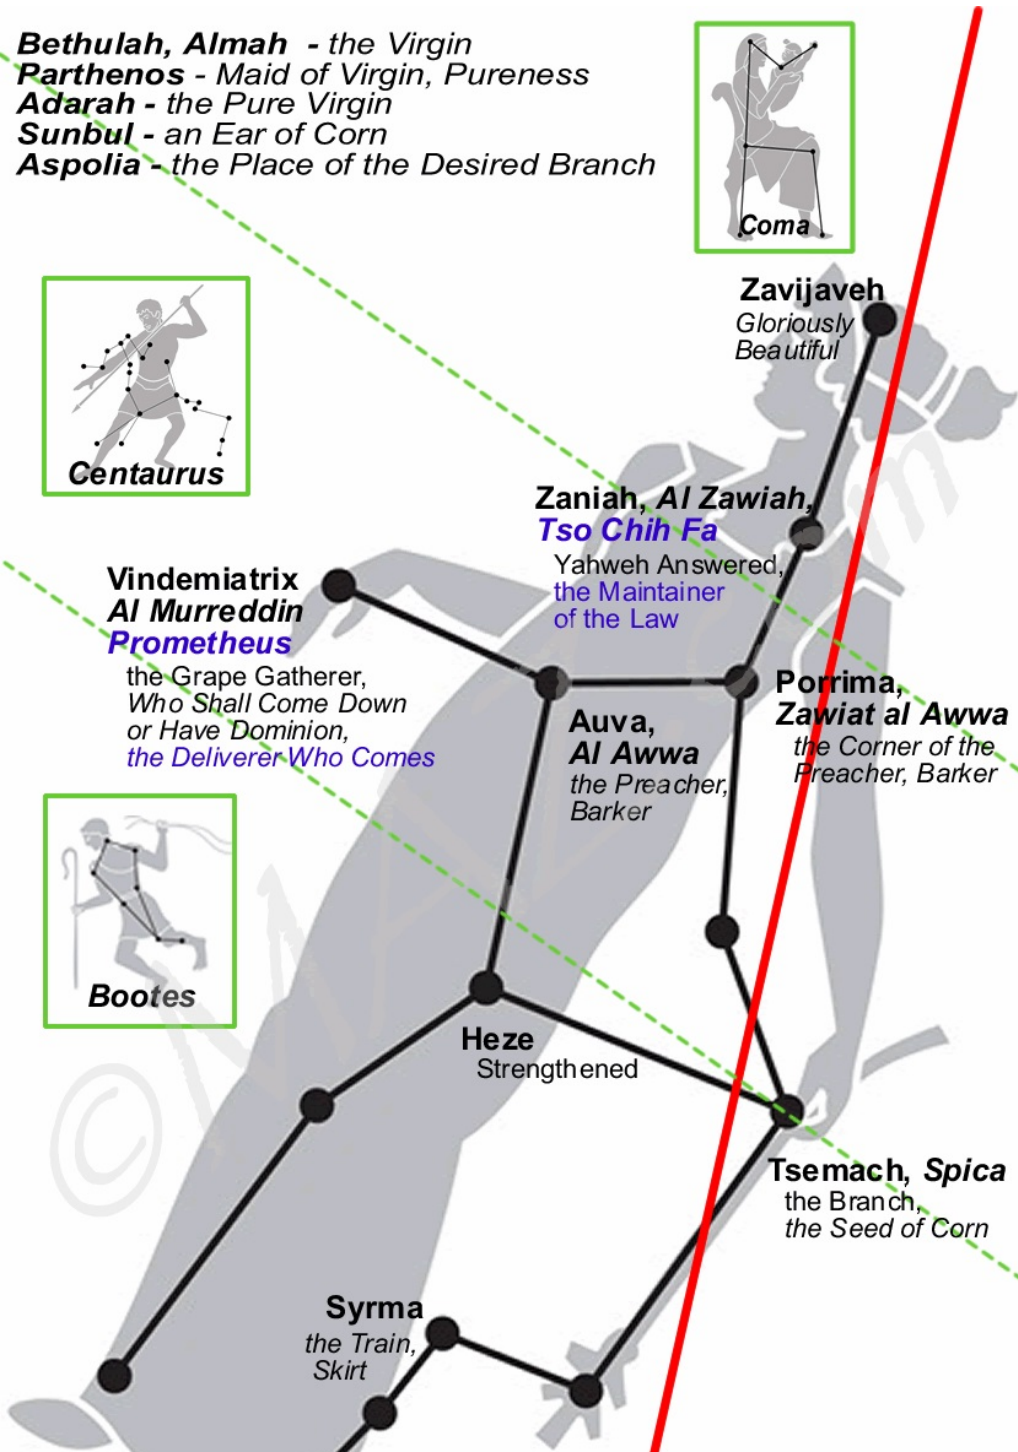 Bethulah, Almah - the Virgin
Parthenos - Maid of Virgin, Pureness
Adarah - the Pure Virgin
Sunbul - an Ear of Corn
Aspolia - the Place of the Desired Branch
Coma
Zavijaveh
Gloriously
Beautiful
Centaurus
Zaniah, Al Zawiah,
Tso Chih Fa
Yahweh Answered,
the Maintainer
of the Law
Vindemiatrix
Al Murreddin
Prometheus
the Grape Gatherer,
Who Shall Come Down
or Have Dominion,
the Deliverer Who Comes
Auva,
Al Awwa
the Preacher,
Barker
Porrima,
Zawiat al Awwa
the Corner of the
Preacher, Barker
Bootes
Heze
Strengthened
Tsemach, Spica
the Branch,
the Seed of Corn
Syrma
the Train,
Skirt